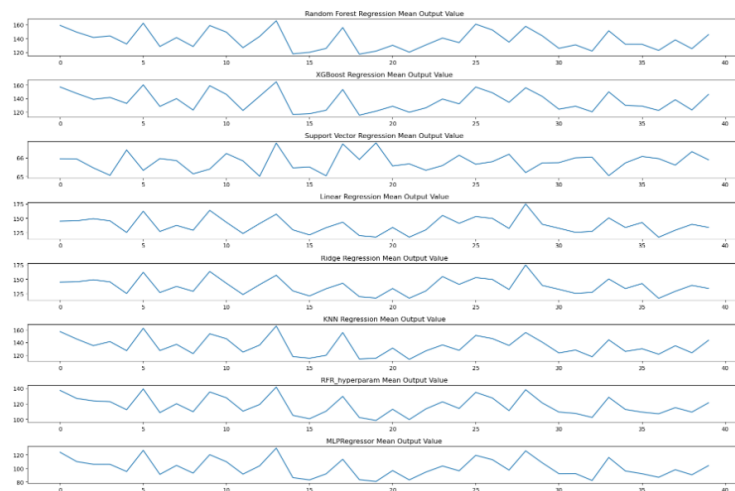 Random Forest Regression Mean Output Value
160
140
120
0 5 10 15 20 25 30 35 40
XGBoost Regression Mean Output Value
160
140
120
0 5 10 15 20 25 30 35 40
Support Vector Regression Mean Output Value
66
65
0 5 10 15 20 25 30 35 40
Linear Regression Mean Output Value
175
150
125
0 5 10 15 20 25 30 35 40
Ridge Regression Mean Output Value
175
150
125
0 5 10 15 20 25 30 35 40
KNN Regression Mean Output Value
160
140
120
0 5 10 15 20 25 30 35 40
RFR_hyperparam Mean Output Value
140
120
100
0 5 10 15 20 25 30 35 40
MLPRegressor Mean Output Value
120
100
80
0 5 10 15 20 25 30 35 40